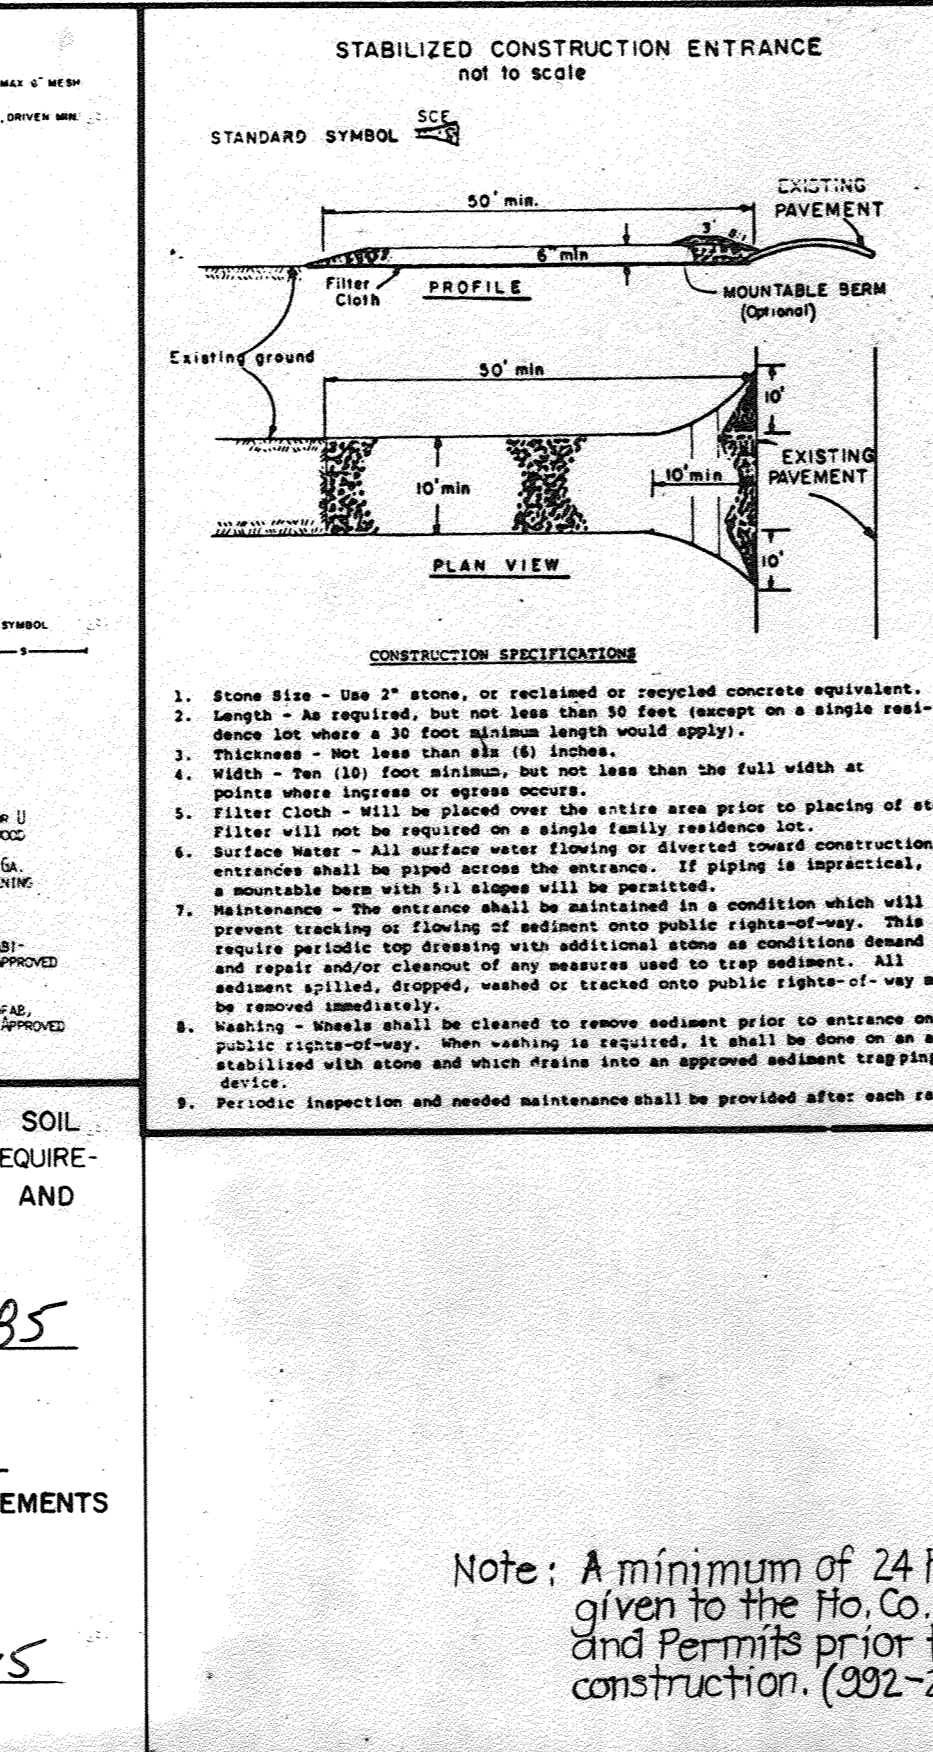 MAX 6" MESH
, DRIVEN MIN.
SYMBOL
S
OR U
GA.
APPROVED
APPROVED
SOIL
EQUIRE-
AND
85
EMENTS
5
STABILIZED CONSTRUCTION ENTRANCE
not to scale
STANDARD SYMBOL SCE
50' min.
EXISTING
PAVEMENT
3' 5:1
6" min
Filter
Cloth
PROFILE
MOUNTABLE BERM
(Optional)
Existing ground
50' min
10'
EXISTING
PAVEMENT
10' min
10' min
10'
PLAN VIEW
CONSTRUCTION SPECIFICATIONS
1. Stone Size - Use 2" stone, or reclaimed or recycled concrete equivalent.
2. Length - As required, but not less than 50 feet (except on a single resi-
dence lot where a 30 foot minimum length would apply).
3. Thickness - Not less than six (6) inches.
4. Width - Ten (10) foot minimum, but not less than the full width at
points where ingress or egress occurs.
5. Filter Cloth - Will be placed over the entire area prior to placing of st
Filter will not be required on a single family residence lot.
6. Surface Water - All surface water flowing or diverted toward construction
entrances shall be piped across the entrance. If piping is impractical,
a mountable berm with 5:1 slopes will be permitted.
7. Maintenance - The entrance shall be maintained in a condition which will
prevent tracking or flowing of sediment onto public rights-of-way. This
require periodic top dressing with additional stone as conditions demand
and repair and/or cleanout of any measures used to trap sediment. All
sediment spilled, dropped, washed or tracked onto public rights-of- way m
be removed immediately.
8. Washing - Wheels shall be cleaned to remove sediment prior to entrance on
public rights-of-way. When washing is required, it shall be done on an a
stabilized with stone and which drains into an approved sediment trapping
device.
9. Periodic inspection and needed maintenance shall be provided after each ra
Note: A minimum of 24 h
given to the Ho. Co.
and Permits prior t
construction. (992-2